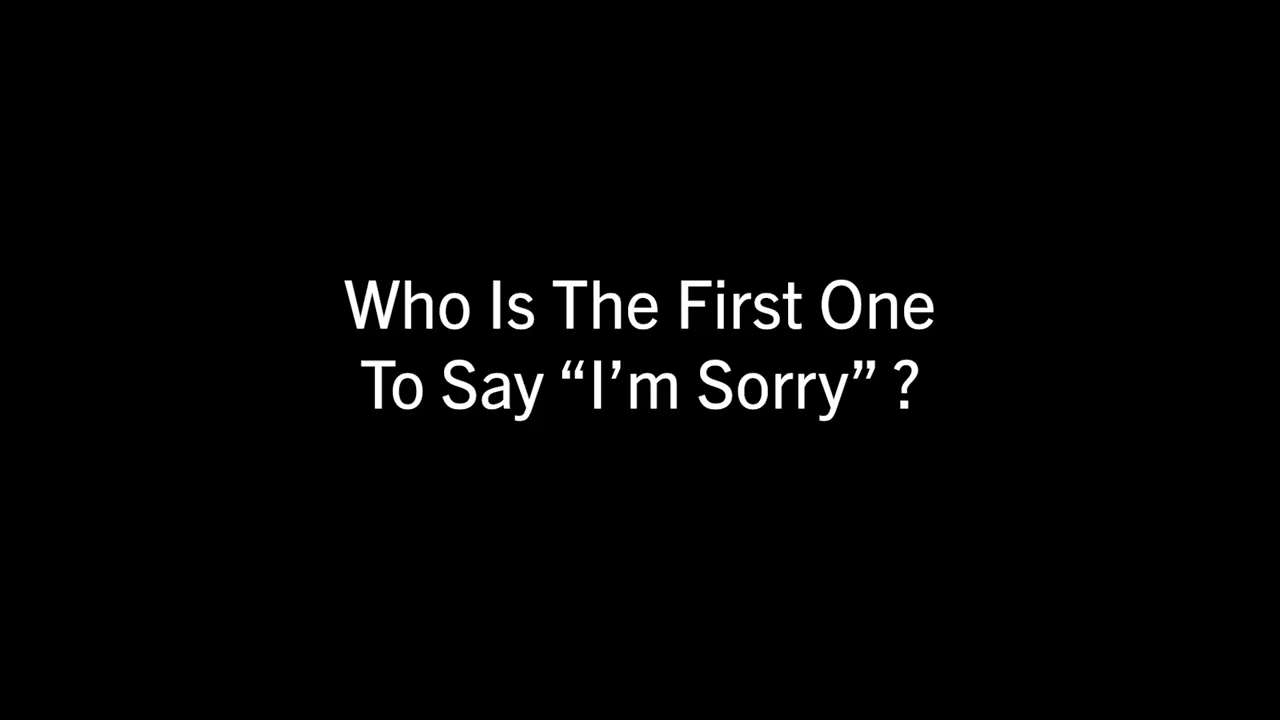 Who Is The First One
To Say “I’m Sorry” ?